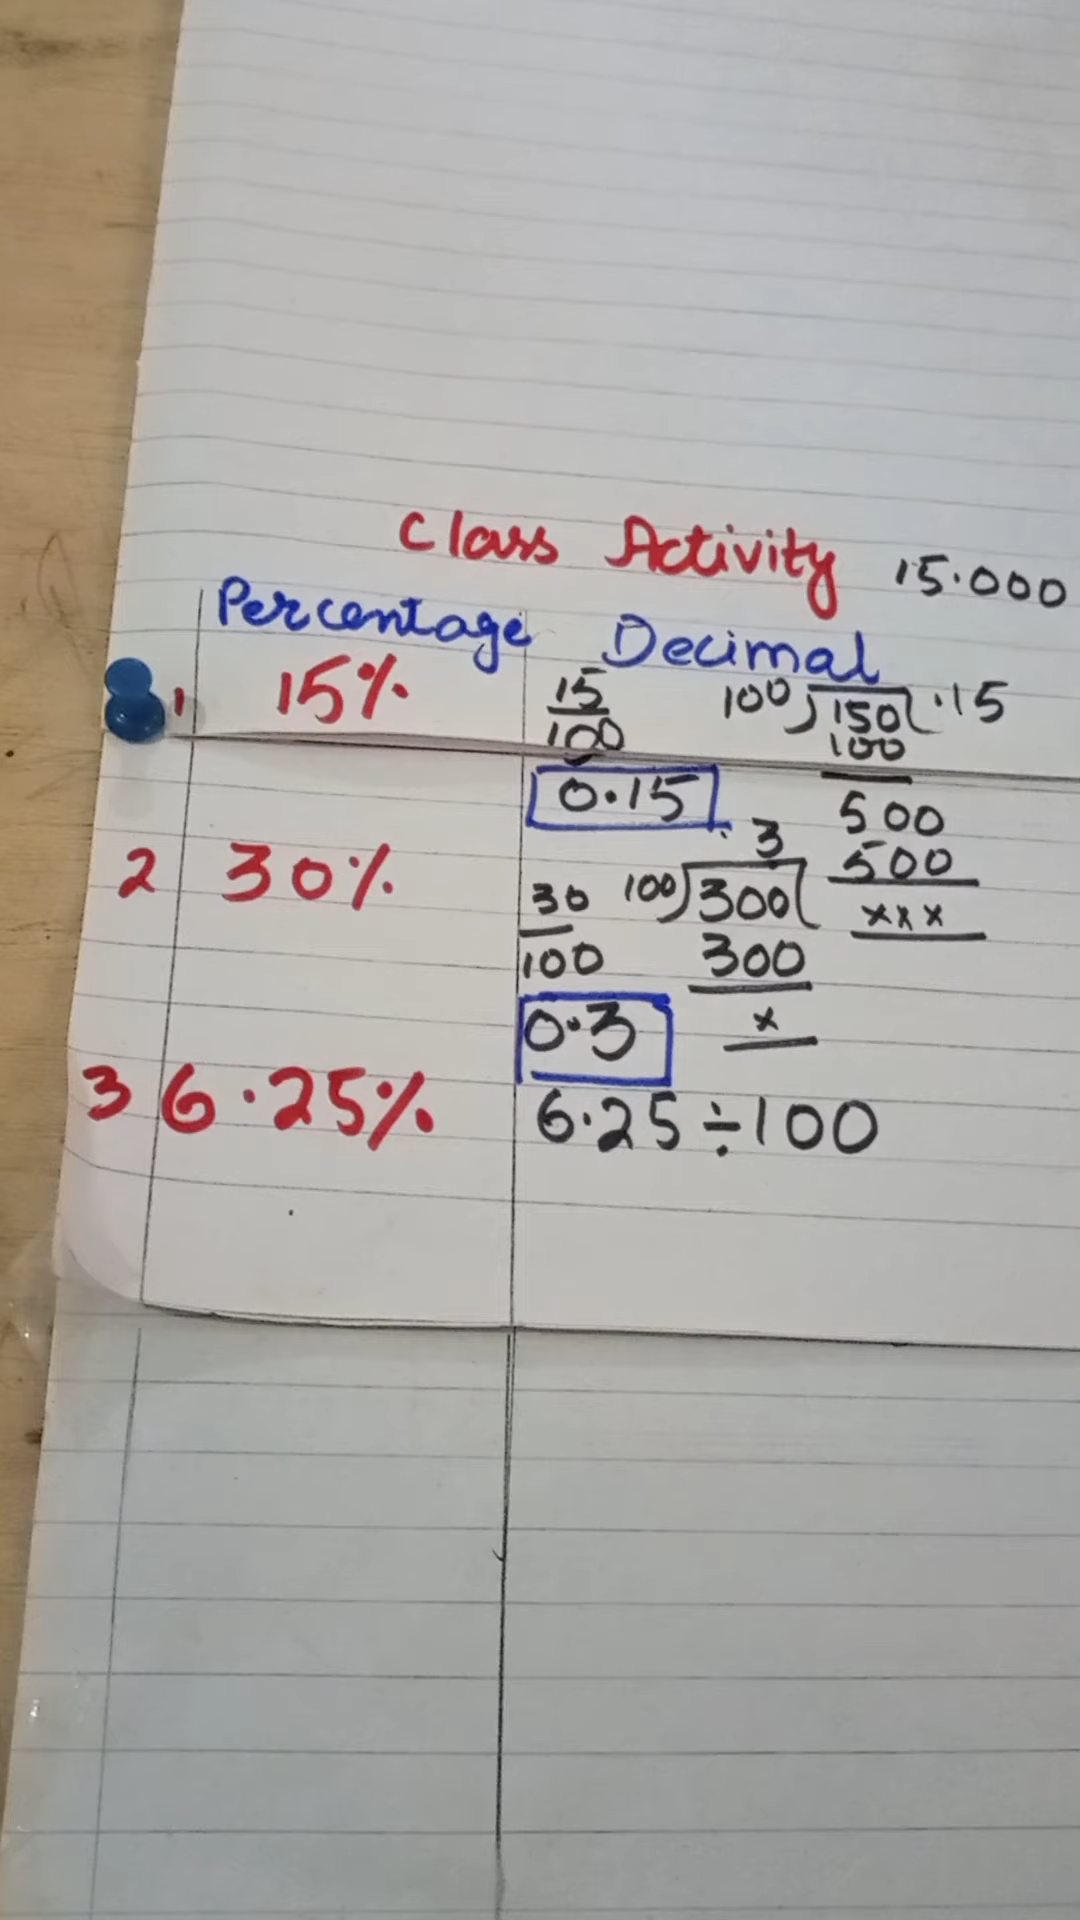 Class Activity 15.000
Percentage Decimal
1 15% 15/100 100)150( .15
100
0.15 500
500
×××
2 30% 30/100 .3
100)300(
300
0.3 ×
3 6.25% 6.25÷100